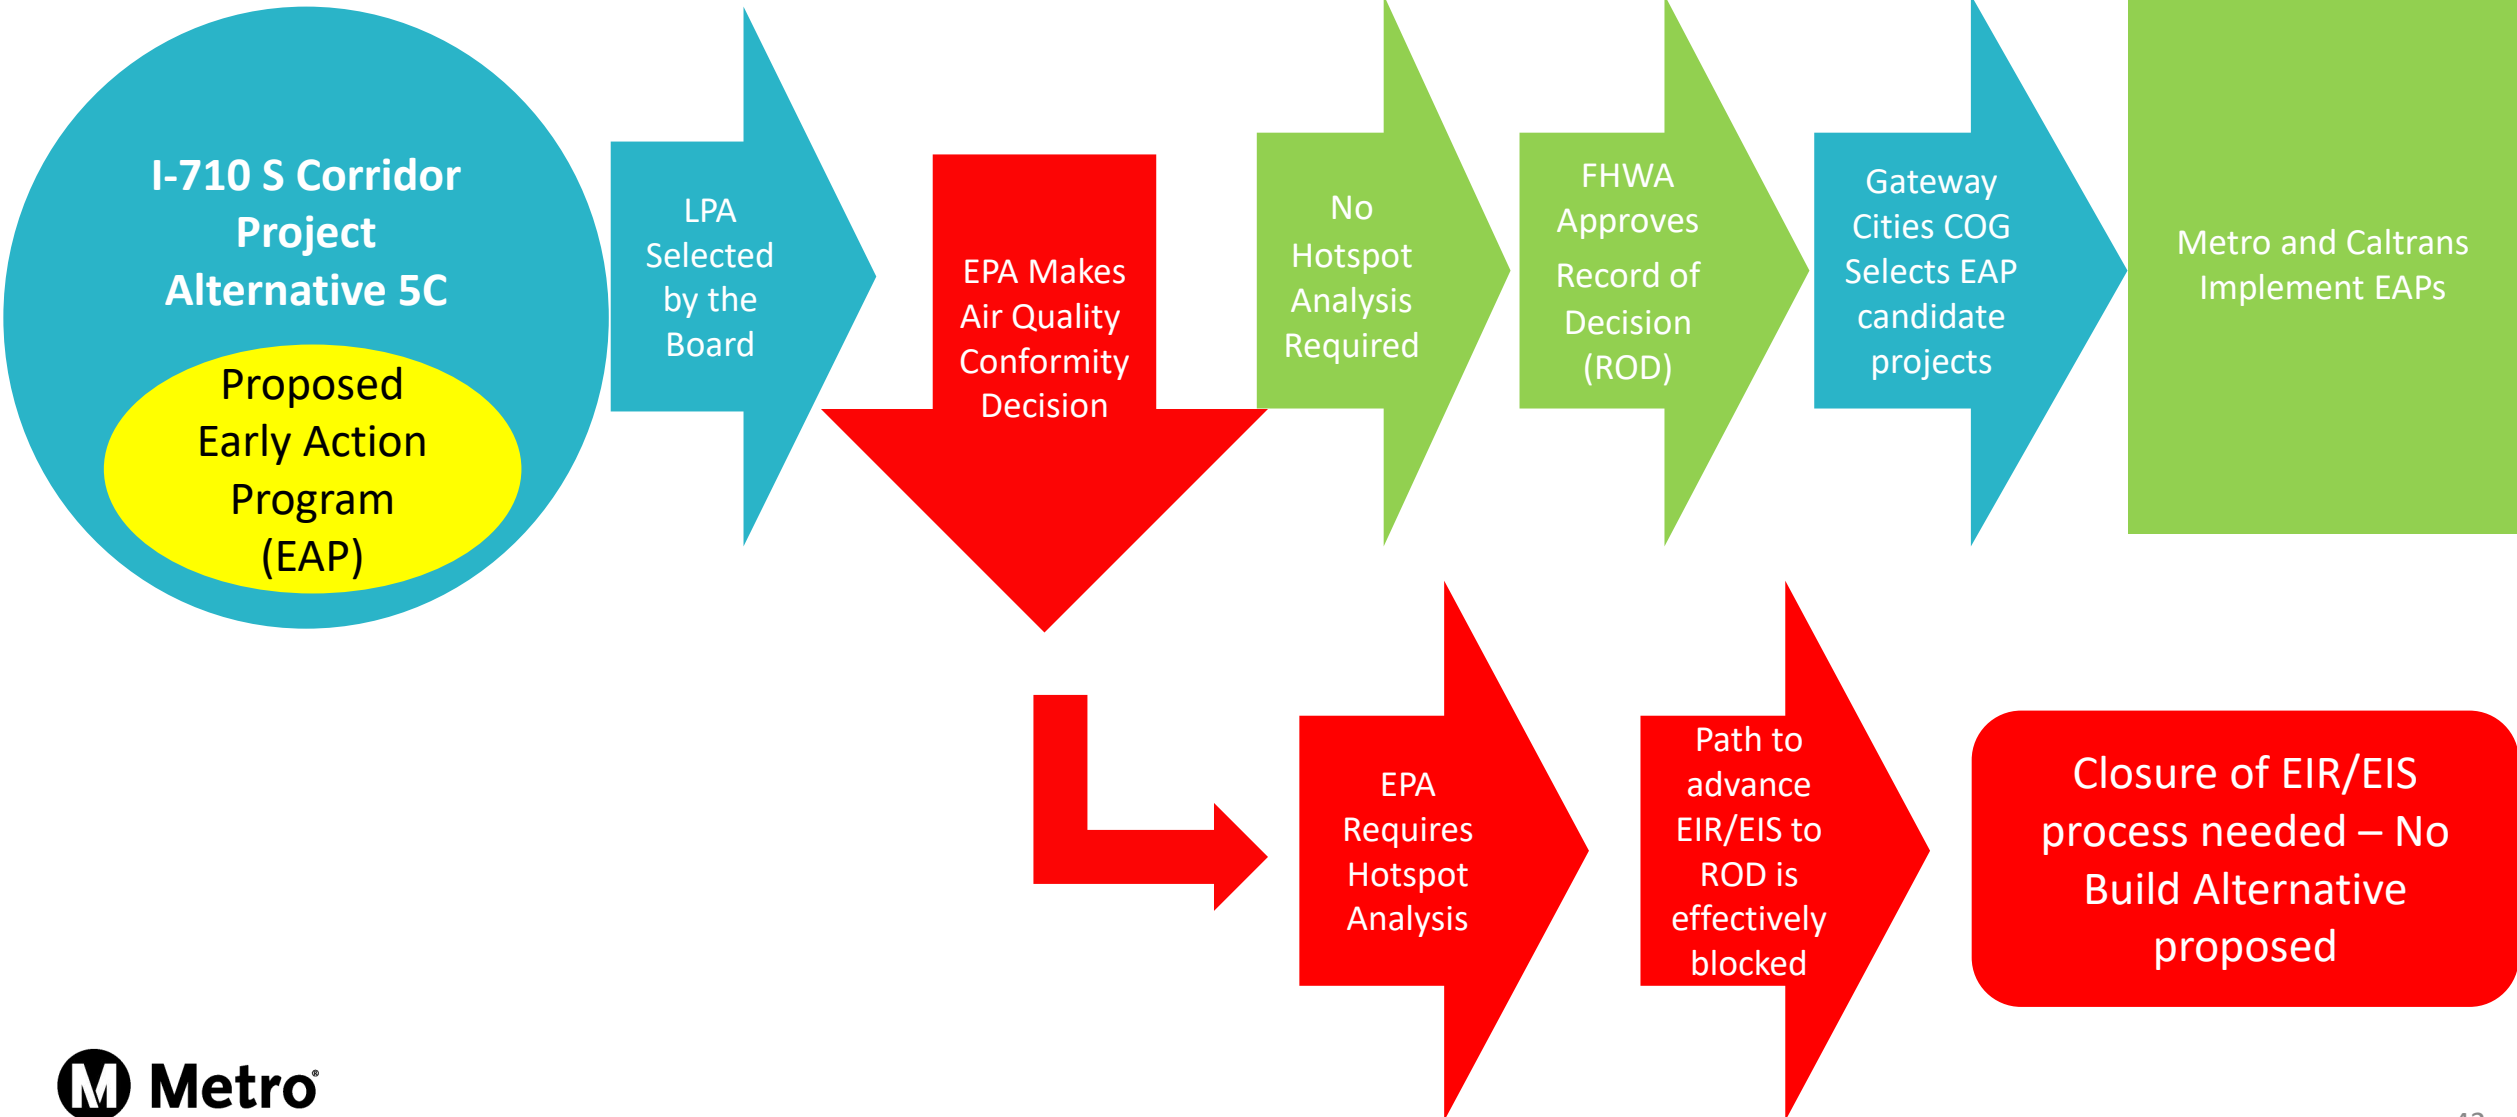 I-710 S Corridor
Project
Alternative 5C
Proposed
Early Action
Program
(EAP)
LPA
Selected
by the
Board
EPA Makes
Air Quality
Conformity
Decision
No
Hotspot
Analysis
Required
FHWA
Approves
Record of
Decision
(ROD)
Gateway
Cities COG
Selects EAP
candidate
projects
Metro and Caltrans
Implement EAPs
EPA
Requires
Hotspot
Analysis
Path to
advance
EIR/EIS to
ROD is
effectively
blocked
Closure of EIR/EIS
process needed – No
Build Alternative
proposed
M Metro®